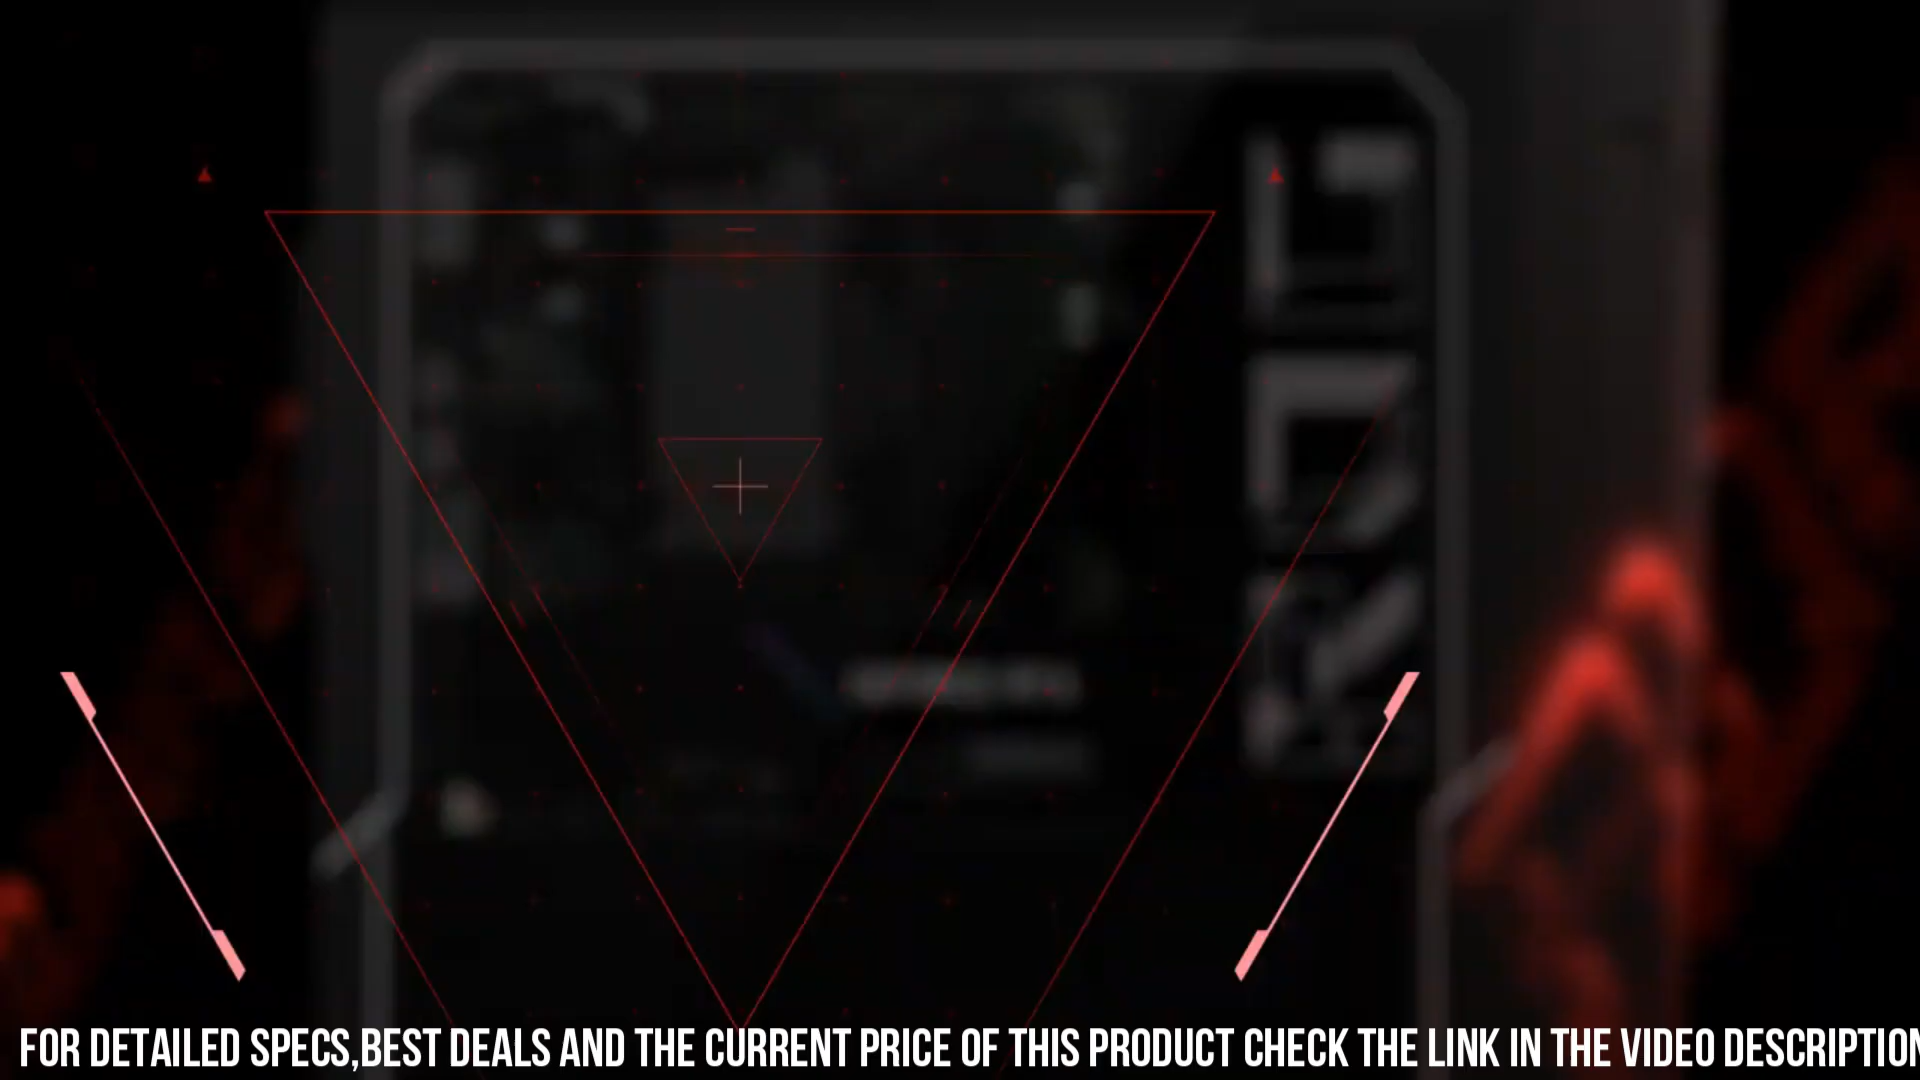 FOR DETAILED SPECS,BEST DEALS AND THE CURRENT PRICE OF THIS PRODUCT CHECK THE LINK IN THE VIDEO DESCRIPTION